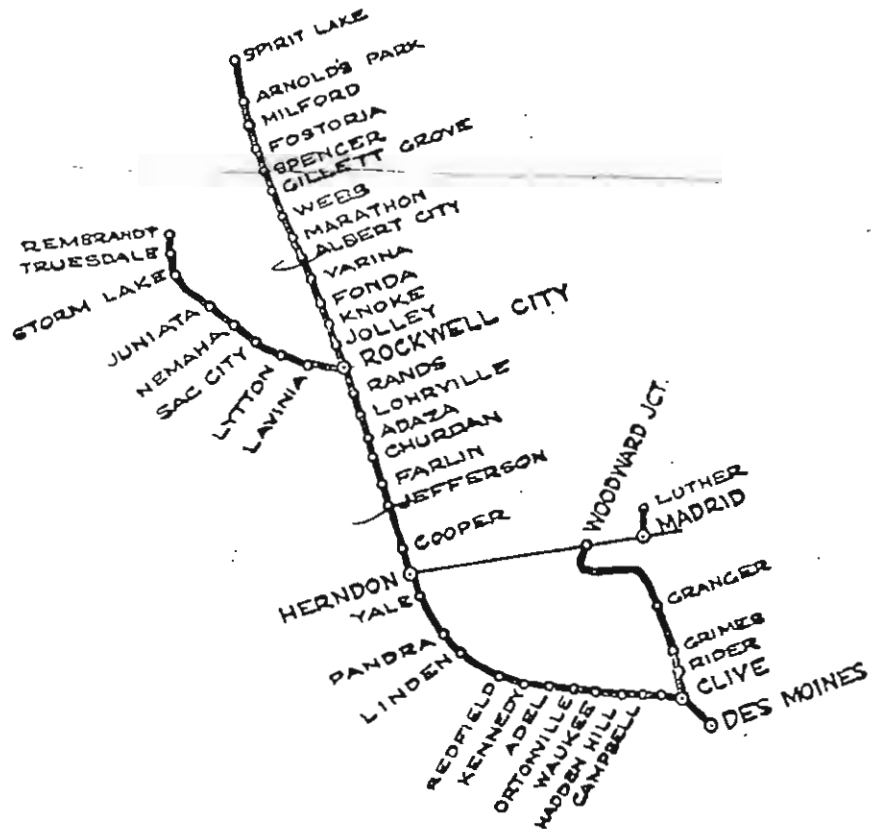 SPIRIT LAKE
ARNOLD'S PARK
MILFORD
FOSTORIA
SPENCER
GILLETT GROVE
WEBB
MARATHON
ALBERT CITY
VARINA
FONDA
KNOKE
JOLLEY
ROCKWELL CITY
REMBRANDT
TRUESDALE
STORM LAKE
JUNIATA
NEMAHA
SAC CITY
LYTTON
LAVINIA
RANDS
LOHRVILLE
ADAZA
CHURDAN
FARLIN
JEFFERSON
COOPER
HERNDON
WOODWARD JCT.
LUTHER
MADRID
GRANGER
GRIMES
RIDER
CLIVE
DES MOINES
YALE
PANDRA
LINDEN
REDFIELD
KENNEDY
ADEL
ORTONVILLE
WAUKEE
HADDEN HILL
CAMPBELL